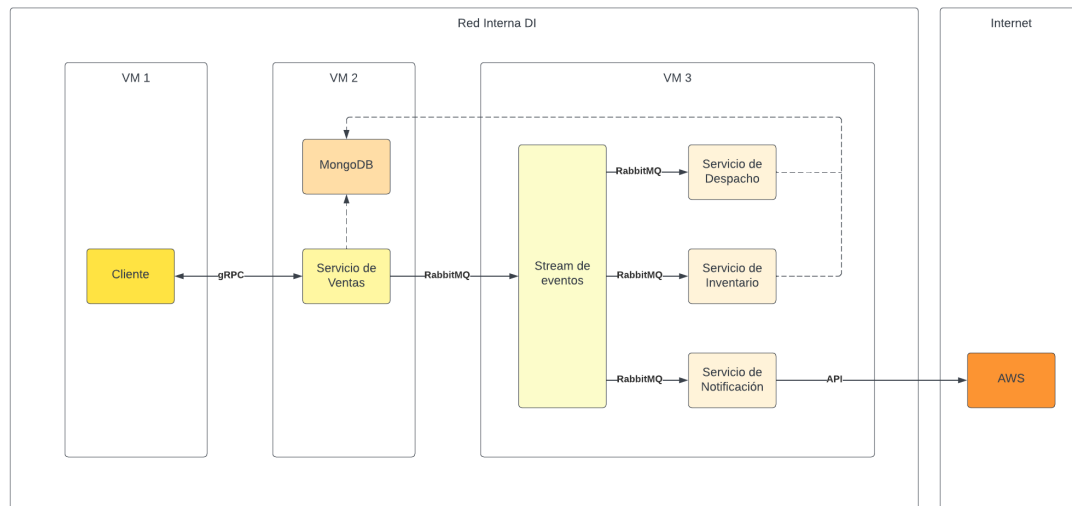 Red Interna DI
Internet
VM 1
VM 2
VM 3
MongoDB
Cliente
gRPC
Servicio de
Ventas
RabbitMQ
Stream de
eventos
RabbitMQ
Servicio de
Despacho
RabbitMQ
Servicio de
Inventario
RabbitMQ
Servicio de
Notificación
API
AWS